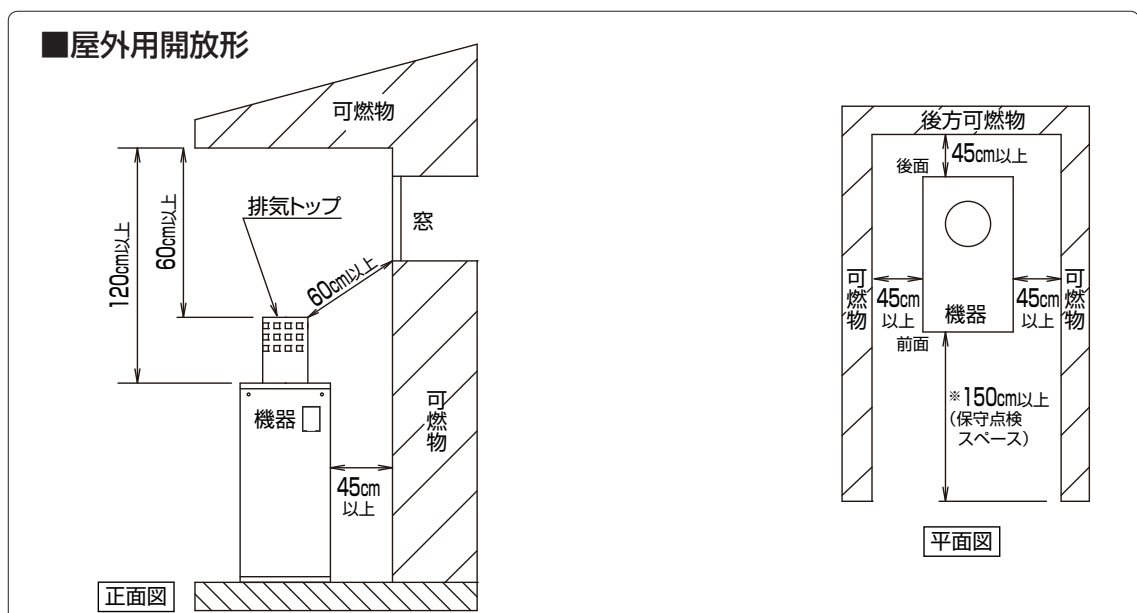 ■屋外用開放形
可燃物
排気トップ
120cm以上
60cm以上
60cm以上
窓
機器
可燃物
45cm
以上
正面図
後方可燃物
45cm以上
後面
可燃物
45cm
以上
機器
45cm
以上
可燃物
前面
※150cm以上
(保守点検
スペース)
平面図